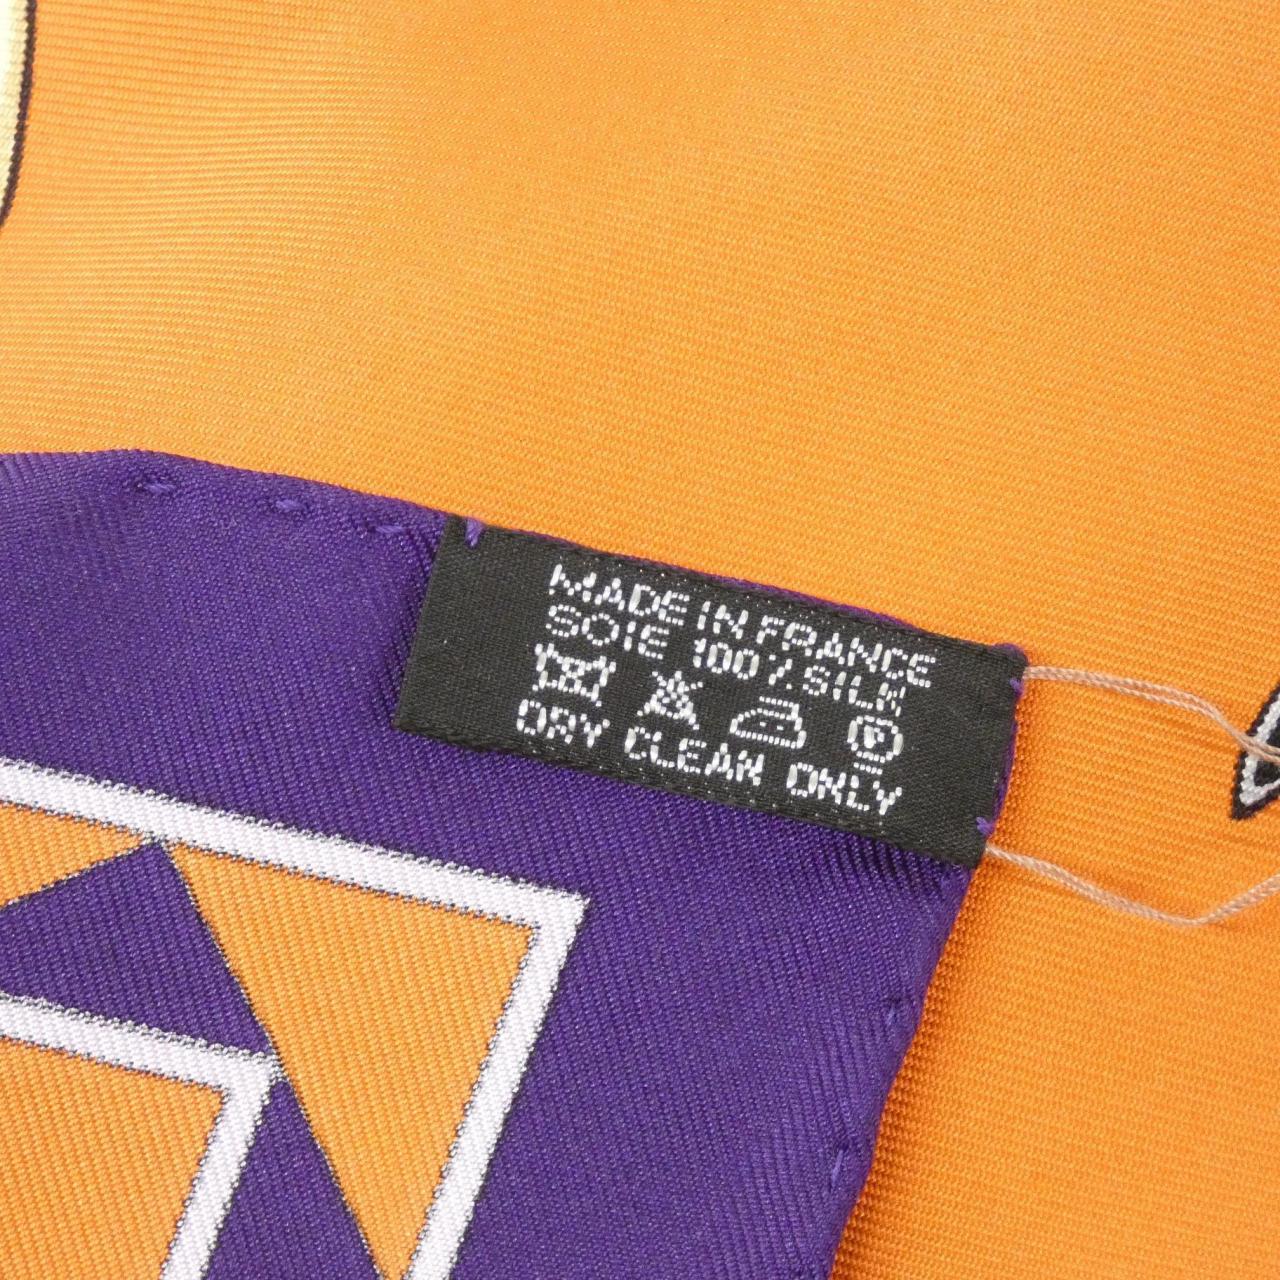 MADE IN FRANCE
SOIE 100% SILK
P
DRY CLEAN ONLY